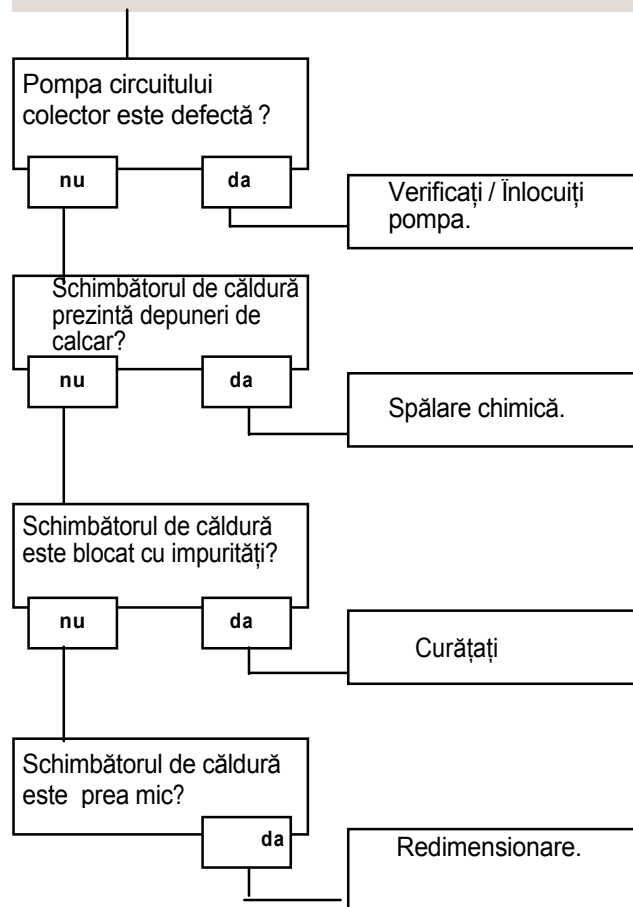 Pompa circuitului
colector este defectă ?
nu
da
Verificați / Înlocuiți
pompa.
Schimbătorul de căldură
prezintă depuneri de
calcar?
nu
da
Spălare chimică.
Schimbătorul de căldură
este blocat cu impurități?
nu
da
Curățați
Schimbătorul de căldură
este prea mic?
da
Redimensionare.